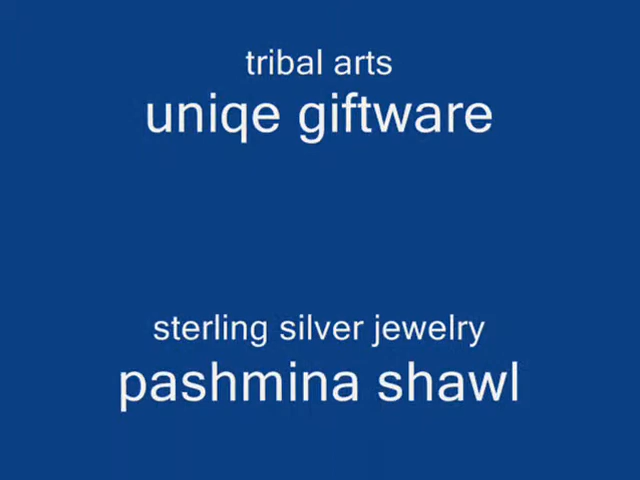 tribal arts
uniqe giftware
sterling silver jewelry
pashmina shawl